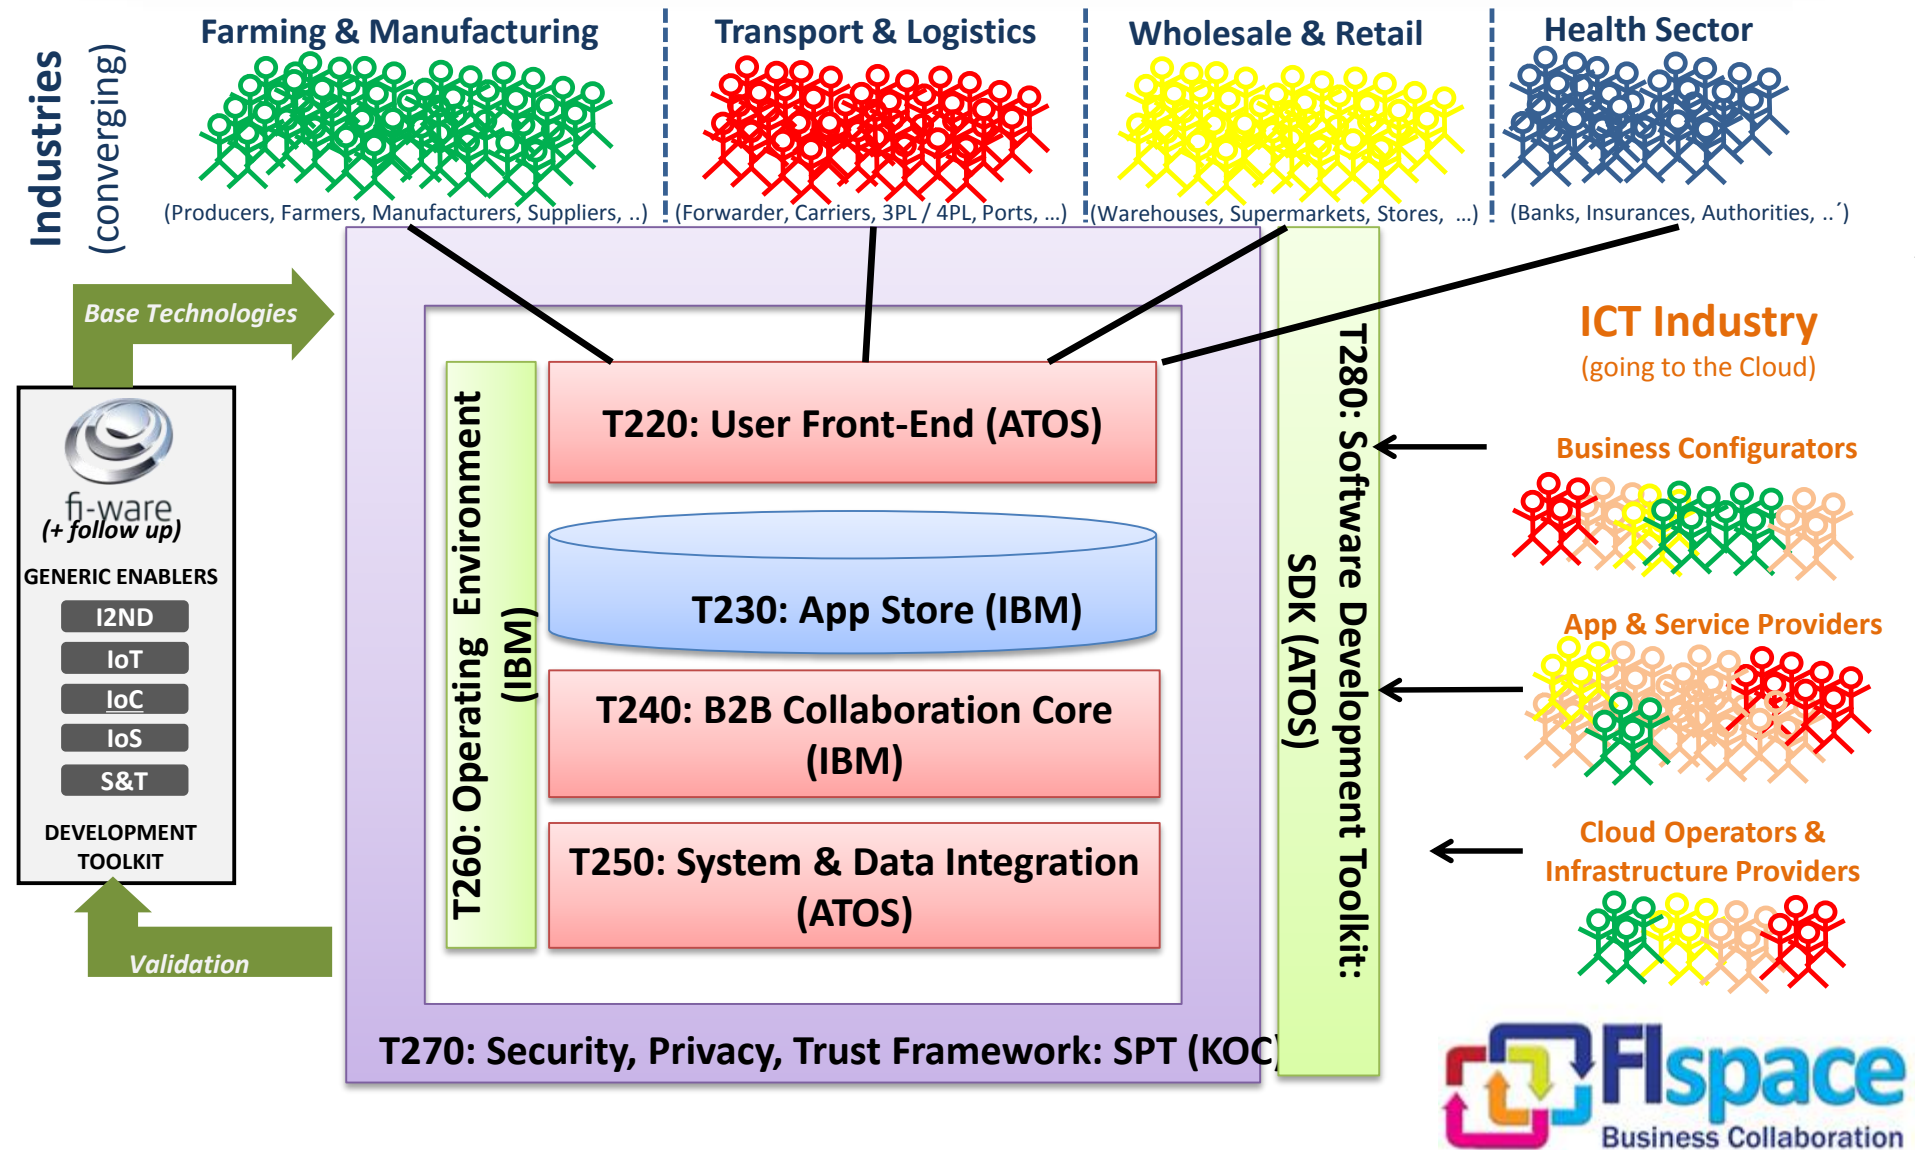 Industries
(converging)
Farming & Manufacturing
Transport & Logistics
Wholesale & Retail
Health Sector
(Producers, Farmers, Manufacturers, Suppliers, ..)
(Forwarder, Carriers, 3PL / 4PL, Ports, ...)
(Warehouses, Supermarkets, Stores, ...)
(Banks, Insurances, Authorities, ..´)
Base Technologies
fi-ware
(+ follow up)
GENERIC ENABLERS
I2ND
IoT
IoC
IoS
S&T
DEVELOPMENT
TOOLKIT
Validation
T260: Operating Environment
(IBM)
T220: User Front-End (ATOS)
T230: App Store (IBM)
T240: B2B Collaboration Core
(IBM)
T250: System & Data Integration
(ATOS)
T270: Security, Privacy, Trust Framework: SPT (KOC)
T280: Software Development Toolkit:
SDK (ATOS)
ICT Industry
(going to the Cloud)
Business Configurators
App & Service Providers
Cloud Operators &
Infrastructure Providers
FIspace
Business Collaboration